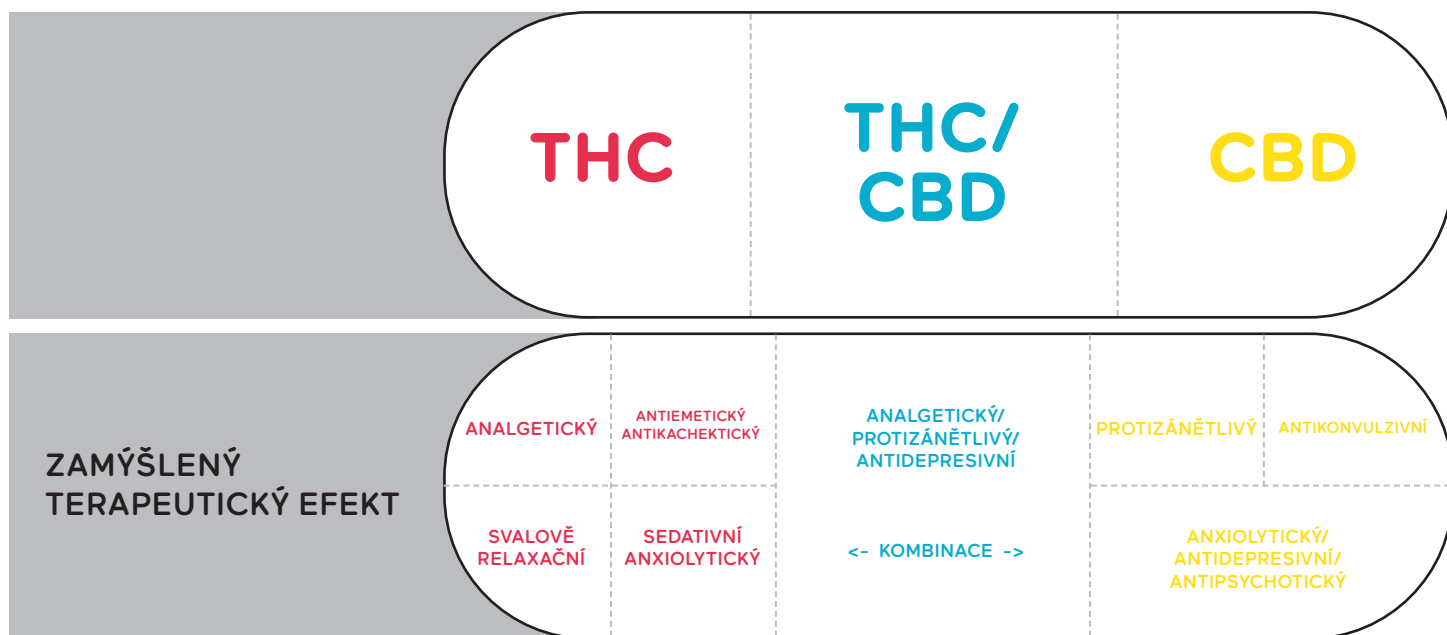 THC
THC/
CBD
CBD
ZAMÝŠLENÝ
TERAPEUTICKÝ EFEKT
ANALGETICKÝ
ANTIEMETICKÝ
ANTIKACHEKTICKÝ
SVALOVĚ
RELAXAČNÍ
SEDATIVNÍ
ANXIOLYTICKÝ
ANALGETICKÝ/
PROTIZÁNĚTLIVÝ/
ANTIDEPRESIVNÍ
<- KOMBINACE ->
PROTIZÁNĚTLIVÝ
ANTIKONVULZIVNÍ
ANXIOLYTICKÝ/
ANTIDEPRESIVNÍ/
ANTIPSYCHOTICKÝ